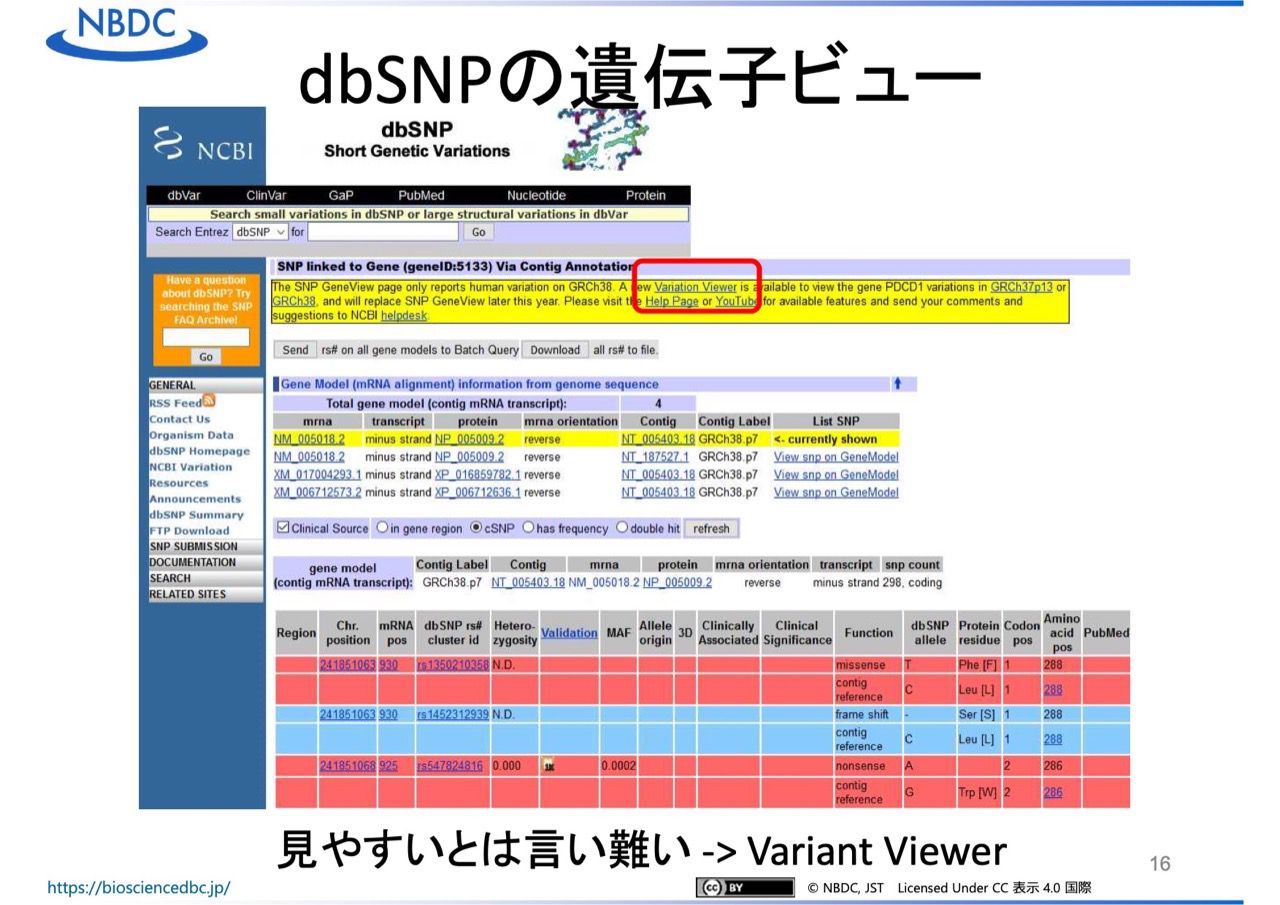 NBDC
dbSNPの遺伝子ビュー
NCBI
dbSNP
Short Genetic Variations
dbVar ClinVar GaP PubMed Nucleotide Protein
Search small variations in dbSNP or large structural variations in dbVar
Search Entrez dbSNP for Go
Have a question
about dbSNP? Try
searching the SNP
FAQ Archive!
Go
GENERAL
RSS Feed
Contact Us
Organism Data
dbSNP Homepage
NCBI Variation
Resources
Announcements
dbSNP Summary
FTP Download
SNP SUBMISSION
DOCUMENTATION
SEARCH
RELATED SITES
SNP linked to Gene (geneID:5133) Via Contig Annotation
The SNP GeneView page only reports human variation on GRCh38. A new Variation Viewer is available to view the gene PDCD1 variations in GRCh37p13 or
GRCh38, and will replace SNP GeneView later this year. Please visit the Help Page or YouTube for available features and send your comments and
suggestions to NCBI helpdesk.
Send rs# on all gene models to Batch Query Download all rs# to file.
Gene Model (mRNA alignment) information from genome sequence
Total gene model (contig mRNA transcript): 4
mrna transcript protein mrna orientation Contig Contig Label List SNP
NM_005018.2 minus strand NP_005009.2 reverse NT_005403.18 GRCh38.p7 <- currently shown
NM_005018.2 minus strand NP_005009.2 reverse NT_187527.1 GRCh38.p7 View snp on GeneModel
XM_017004293.1 minus strand XP_016859782.1 reverse NT_005403.18 GRCh38.p7 View snp on GeneModel
XM_006712573.2 minus strand XP_006712636.1 reverse NT_005403.18 GRCh38.p7 View snp on GeneModel
Clinical Source in gene region cSNP has frequency double hit refresh
gene model
(contig mRNA transcript): Contig Label Contig mrna protein mrna orientation transcript snp count
GRCh38.p7 NT_005403.18 NM_005018.2 NP_005009.2 reverse minus strand 298, coding
Region Chr. position mRNA pos dbSNP rs# cluster id Hetero-zygosity Validation MAF Allele origin 3D Clinically Associated Clinical Significance Function dbSNP allele Protein residue Codon pos Amino acid pos PubMed
241851063 930 rs1350210358 N.D. missense T Phe [F] 1 288
contig reference C Leu [L] 1 288
241851063 930 rs1452312939 N.D. frame shift - Ser [S] 1 288
contig reference C Leu [L] 1 288
241851068 925 rs547824816 0.000 1K 0.0002 nonsense A 2 286
contig reference G Trp [W] 2 286
見やすいとは言い難い -> Variant Viewer
16
https://biosciencedbc.jp/
cc BY
© NBDC, JST Licensed Under CC 表示 4.0 国際